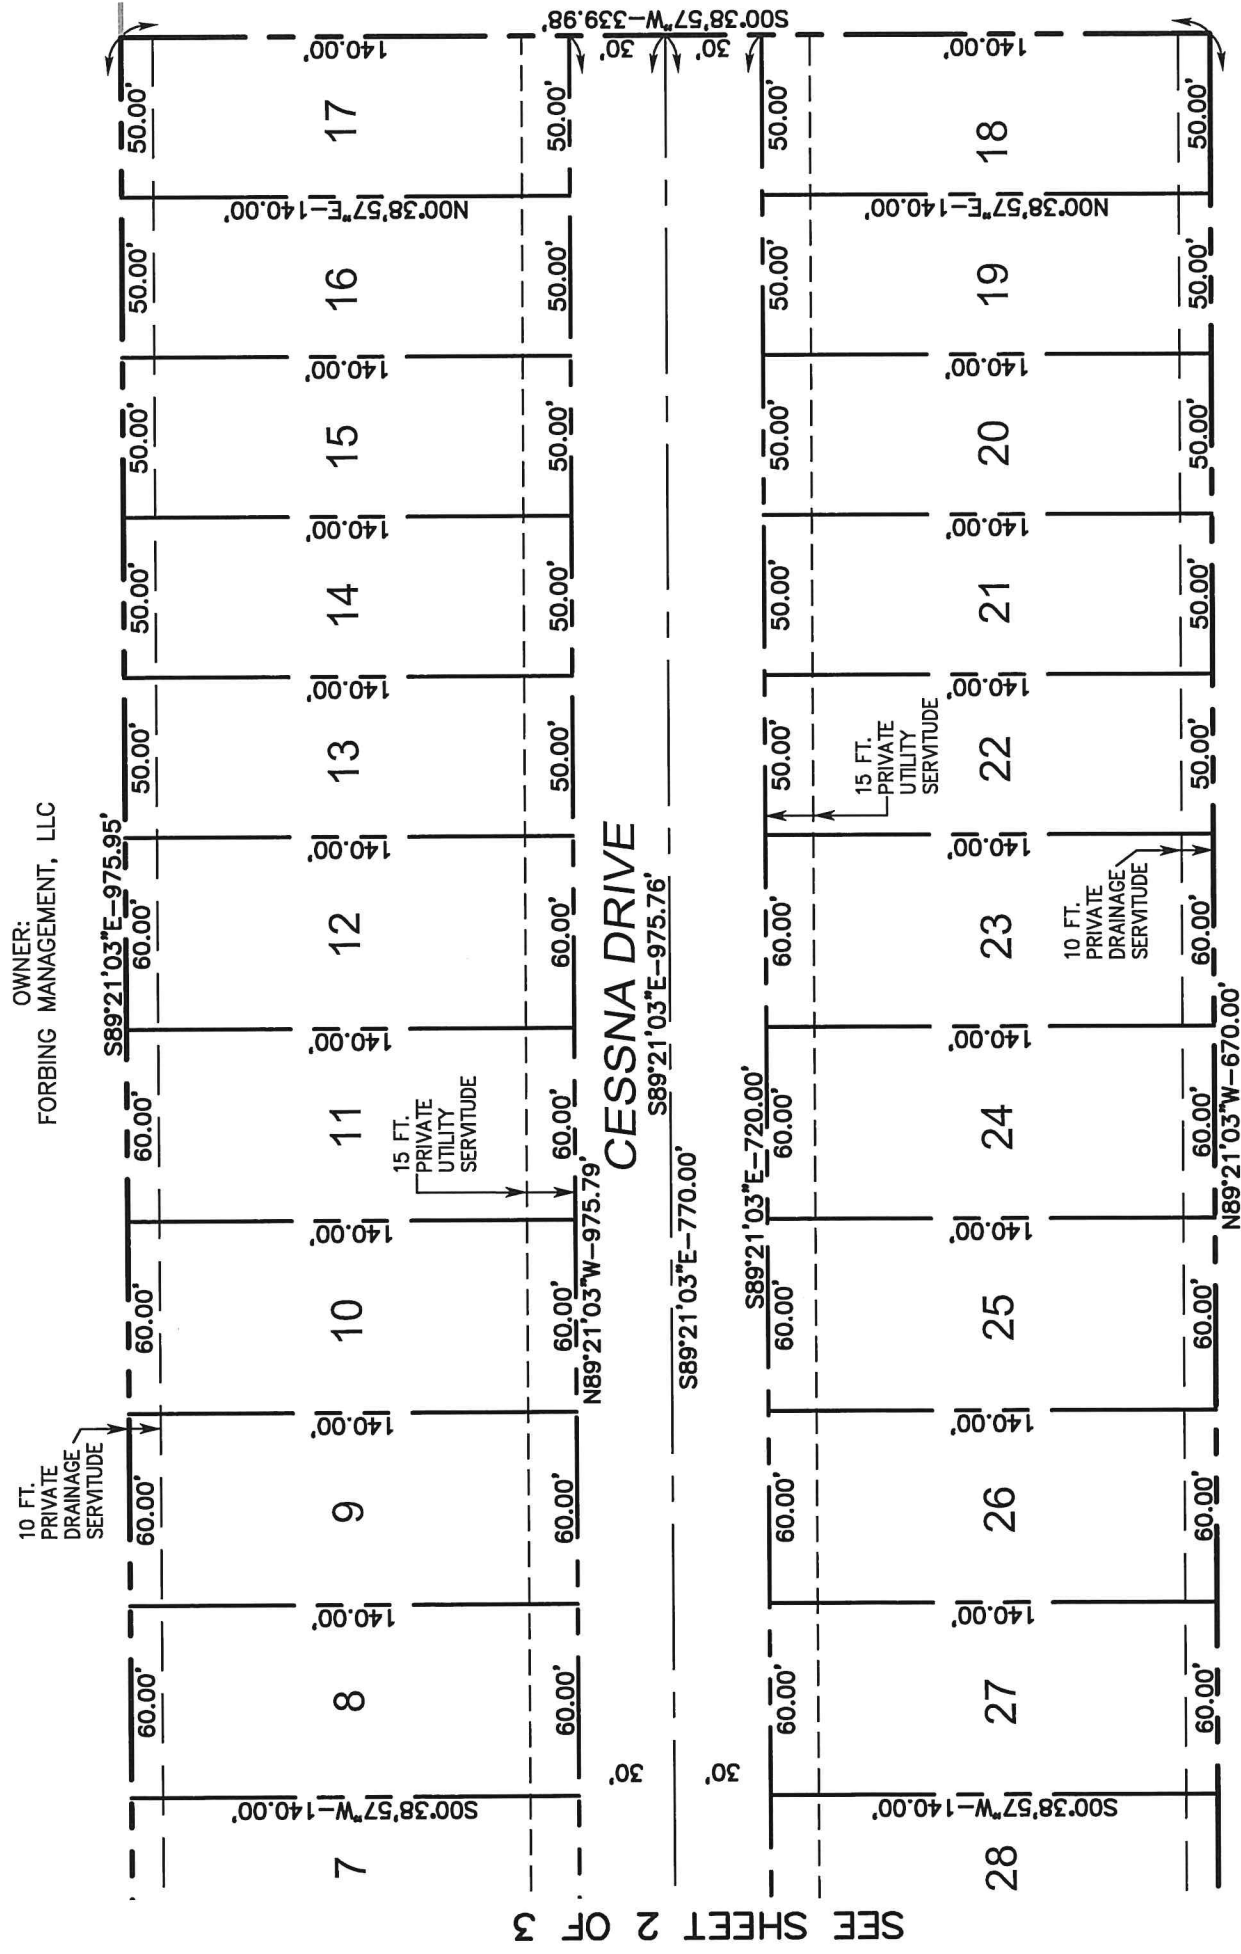 OWNER:
FORBING MANAGEMENT, LLC
10 FT.
PRIVATE
DRAINAGE
SERVITUDE
S89°21'03"E-975.95'
60.00'
60.00'
60.00'
60.00'
60.00'
50.00'
50.00'
50.00'
50.00'
50.00'
7
S00°38'57"W-140.00'
8
140.00'
9
140.00'
10
140.00'
11
140.00'
12
140.00'
13
140.00'
14
140.00'
15
140.00'
16
N00°38'57"E-140.00'
17
140.00'
15 FT.
PRIVATE
UTILITY
SERVITUDE
60.00'
60.00'
60.00'
60.00'
60.00'
50.00'
50.00'
50.00'
50.00'
50.00'
N89°21'03"W-975.79'
CESSNA DRIVE
S89°21'03"E-975.76'
S89°21'03"E-770.00'
30'
30'
30'
30'
S00°38'57"W-339.98'
S89°21'03"E-720.00'
60.00'
60.00'
60.00'
60.00'
60.00'
50.00'
50.00'
50.00'
50.00'
50.00'
15 FT.
PRIVATE
UTILITY
SERVITUDE
28
S00°38'57"W-140.00'
27
140.00'
26
140.00'
25
140.00'
24
140.00'
23
140.00'
22
140.00'
21
140.00'
20
140.00'
19
N00°38'57"E-140.00'
18
140.00'
10 FT.
PRIVATE
DRAINAGE
SERVITUDE
60.00'
60.00'
60.00'
60.00'
60.00'
50.00'
50.00'
50.00'
50.00'
50.00'
N89°21'03"W-670.00'
SEE SHEET 2 OF 3